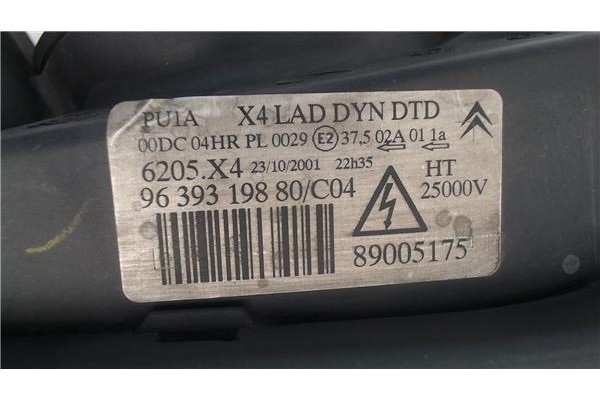 PU1A X4 LAD DYN DTD
00DC 04HR PL 0029 E2 37,5 02A 01 1a
6205.X4 23/10/2001 22h35 HT
96 393 198 80/C04 25000V
89005175